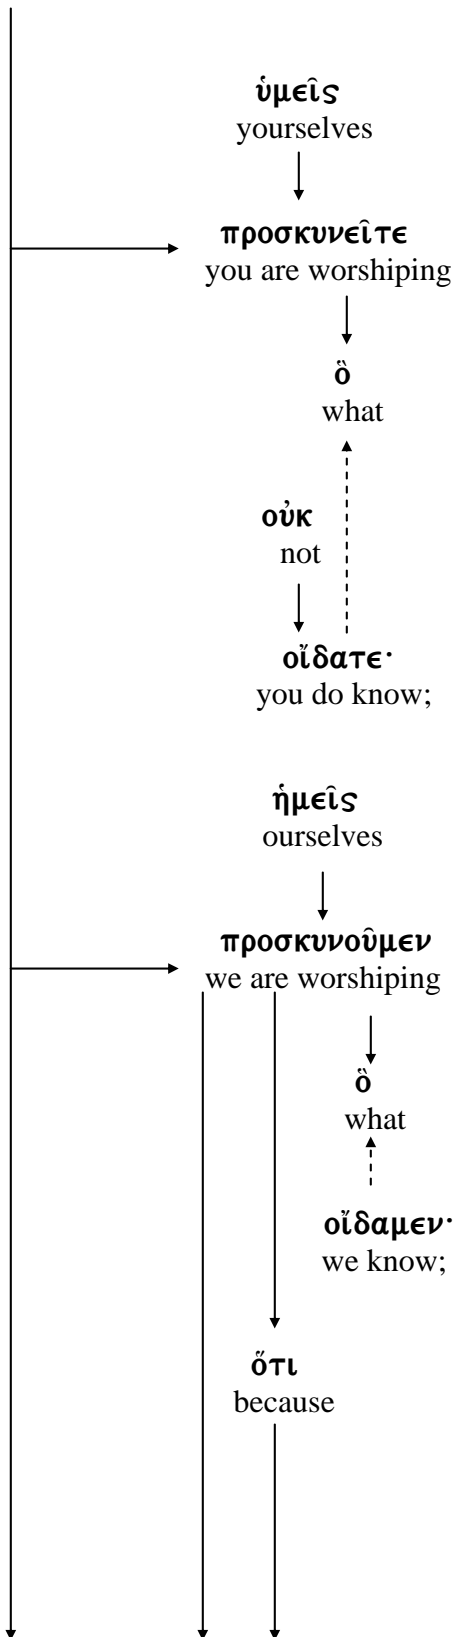 ὑμεῖς
yourselves
προσκυνεῖτε
you are worshiping
ὃ
what
οὐκ
not
οἴδατε·
you do know;
ἡμεῖς
ourselves
προσκυνοῦμεν
we are worshiping
ὃ
what
οἴδαμεν·
we know;
ὅτι
because